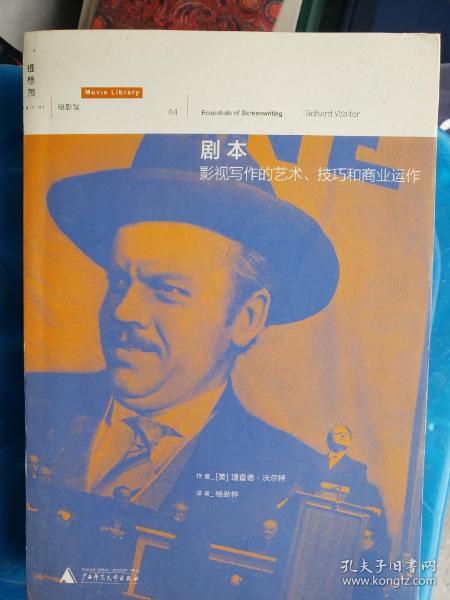 理想国
Movie Library
电影馆
04
Essentials of Screenwriting
Richard Walter
剧本
影视写作的艺术、技巧和商业运作
作者_ [美] 理查德·沃尔特
译者_ 杨劲桦
广西师范大学出版社
孔夫子旧书网
www.kongfz.com